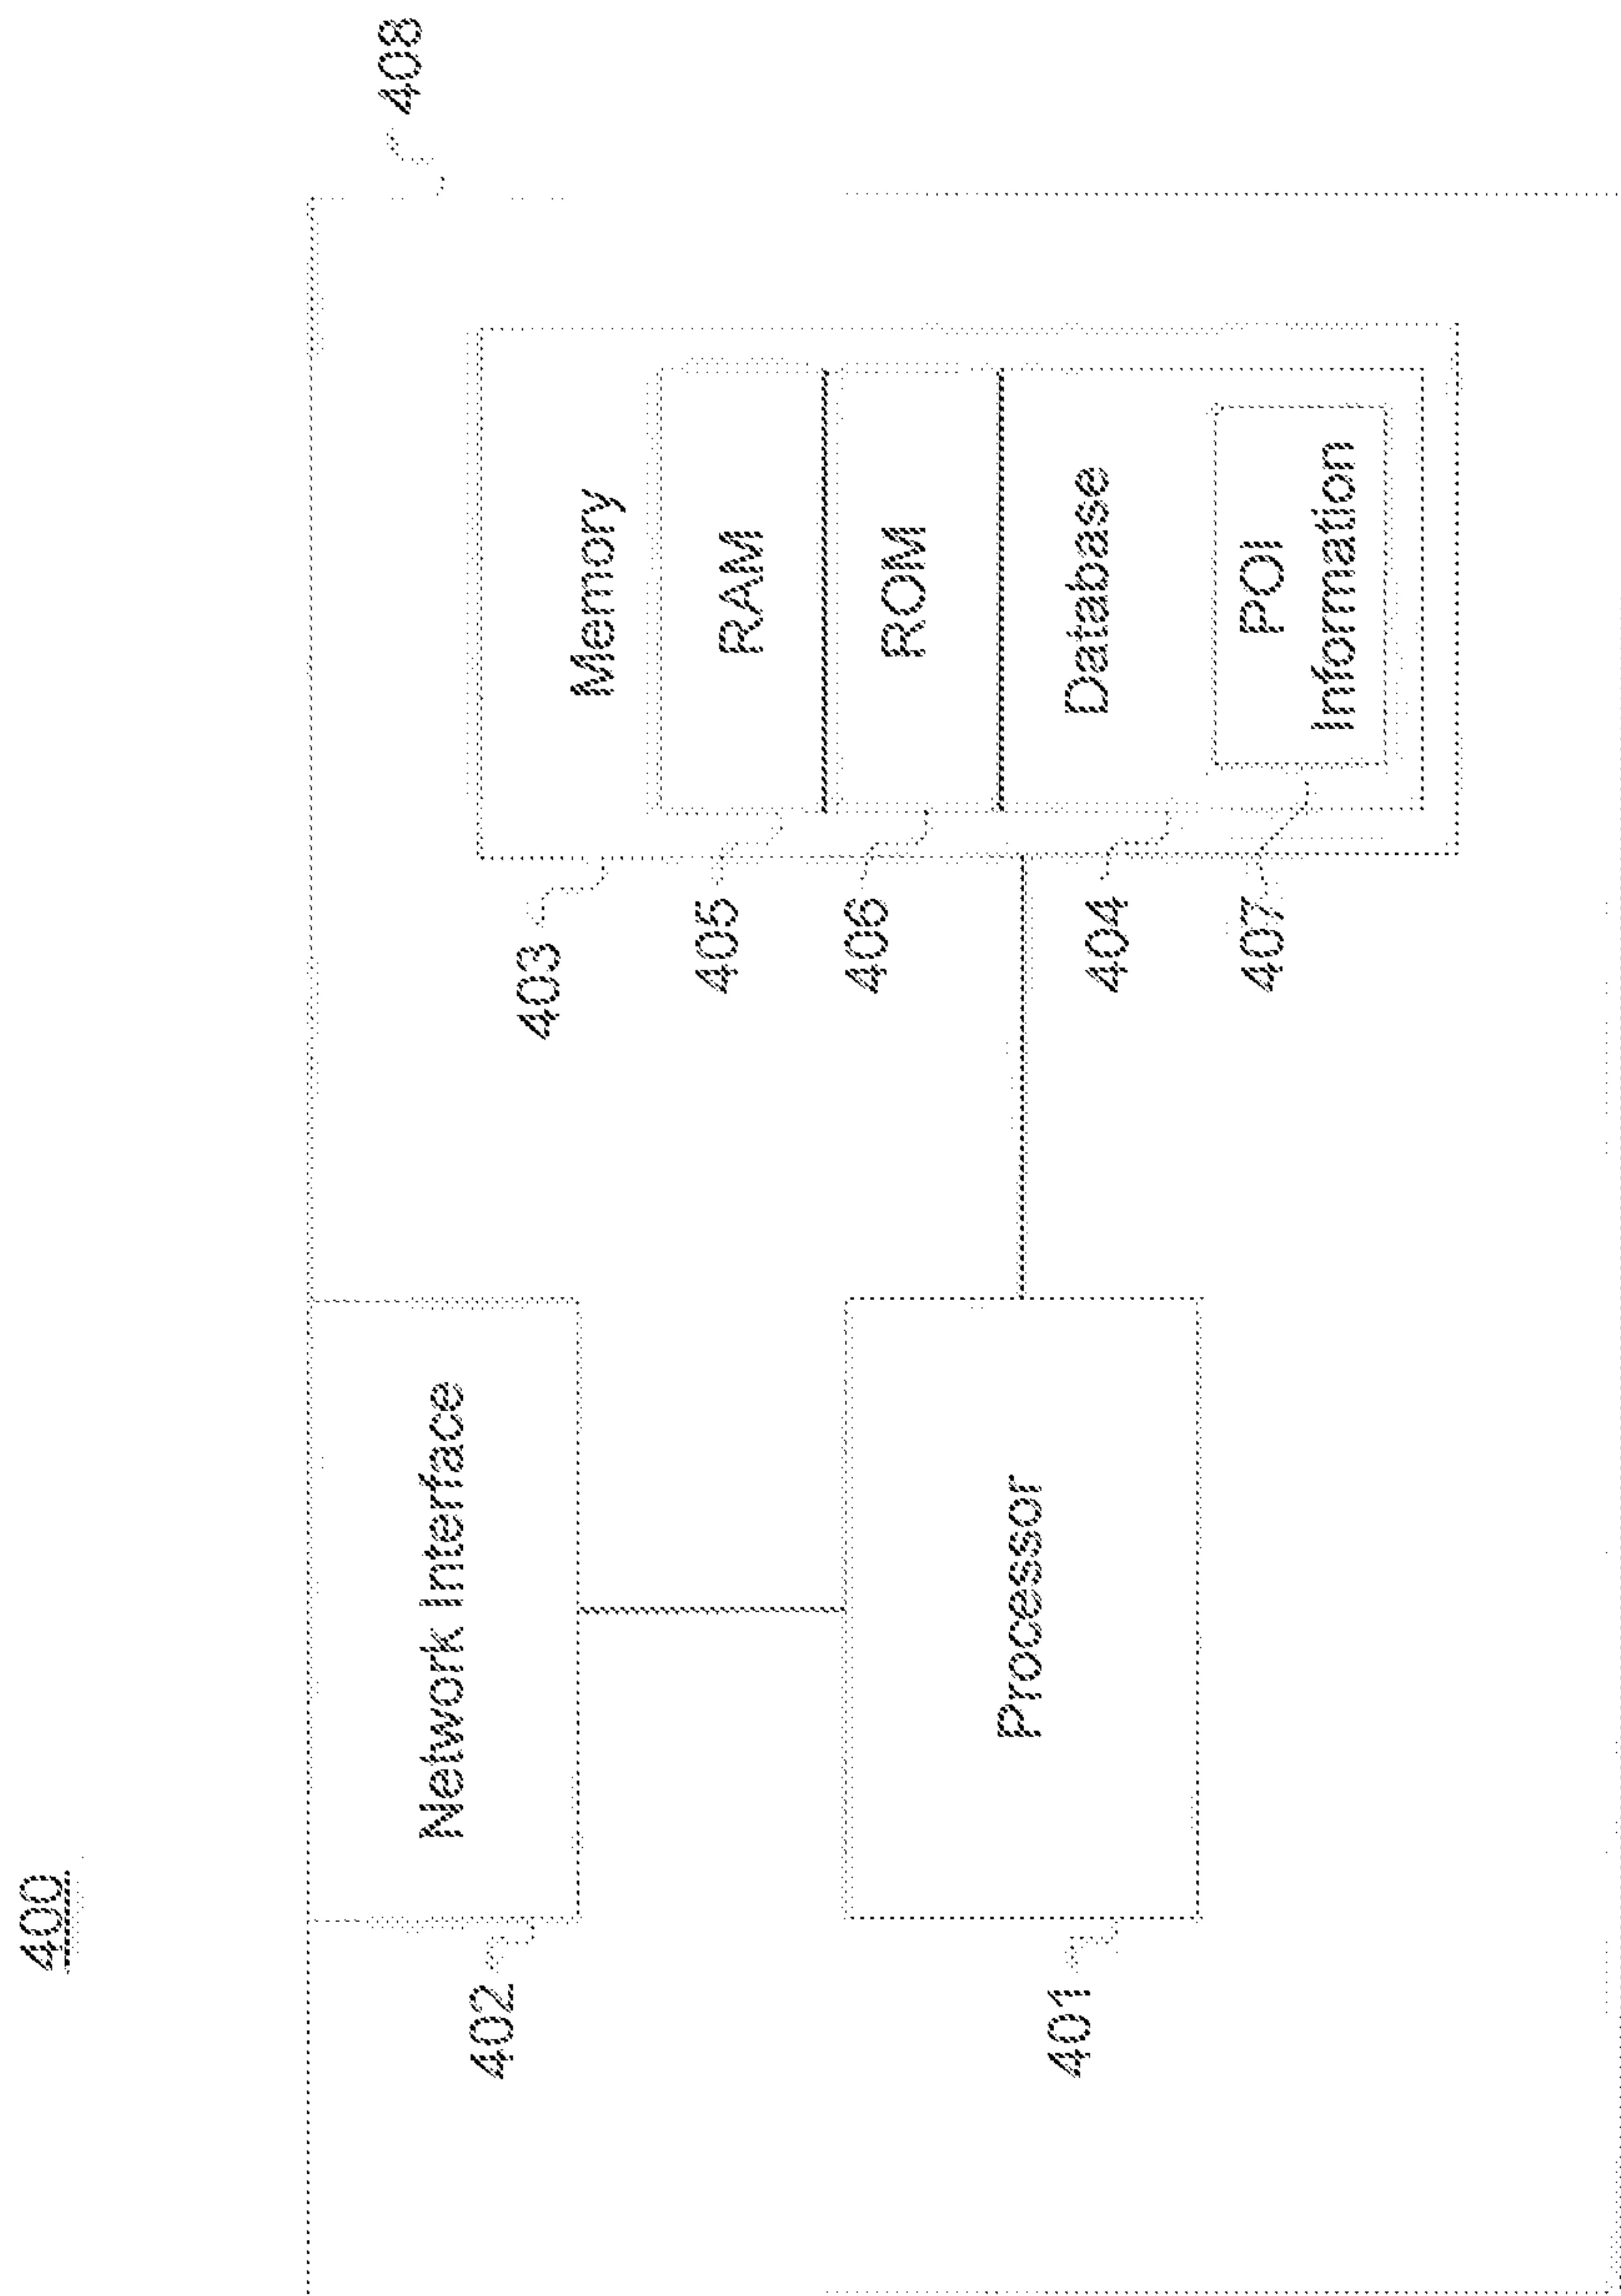 400
408
Network Interface
402
Memory
403
RAM
405
ROM
406
Processor
401
Database
404
POI
Information
407